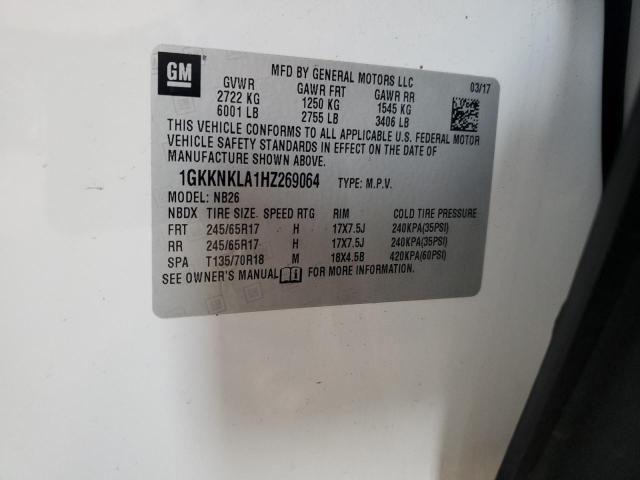 GM
MFD BY GENERAL MOTORS LLC
03/17
GVWR GAWR FRT GAWR RR
2722 KG 1250 KG 1545 KG
6001 LB 2755 LB 3406 LB
THIS VEHICLE CONFORMS TO ALL APPLICABLE U.S. FEDERAL MOTOR
VEHICLE SAFETY STANDARDS IN EFFECT ON THE DATE OF
MANUFACTURE SHOWN ABOVE.
1GKKNKLA1HZ269064 TYPE: M.P.V.
MODEL: NB26
NBDX TIRE SIZE SPEED RTG RIM COLD TIRE PRESSURE
FRT 245/65R17 H 17X7.5J 240KPA(35PSI)
RR 245/65R17 H 17X7.5J 240KPA(35PSI)
SPA T135/70R18 M 18X4.5B 420KPA(60PSI)
SEE OWNER'S MANUAL FOR MORE INFORMATION.